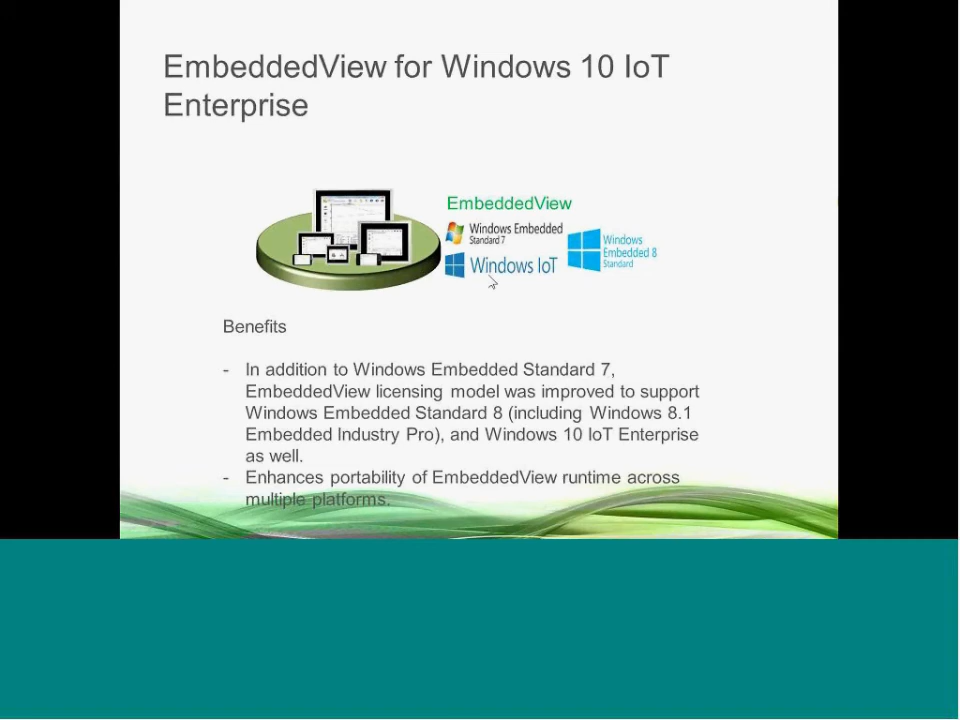 EmbeddedView for Windows 10 IoT
Enterprise
EmbeddedView
Windows Embedded
Standard 7
Windows IoT
Windows
Embedded 8
Standard
Benefits
- In addition to Windows Embedded Standard 7,
EmbeddedView licensing model was improved to support
Windows Embedded Standard 8 (including Windows 8.1
Embedded Industry Pro), and Windows 10 IoT Enterprise
as well.
- Enhances portability of EmbeddedView runtime across
multiple platforms.